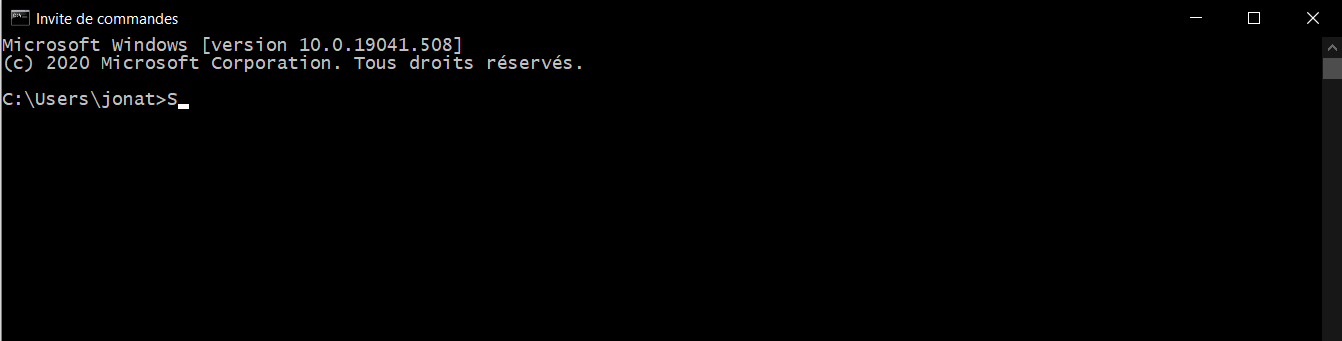 Invite de commandes
Microsoft Windows [version 10.0.19041.508]
(c) 2020 Microsoft Corporation. Tous droits réservés.
C:\Users\jonat>S